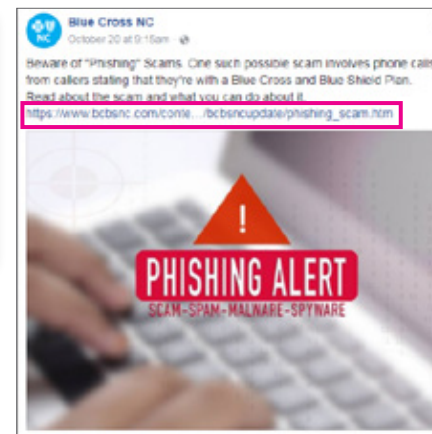 Blue Cross NC
October 20 at 9:15am
NC
Beware of "Phishing" Scams. One such possible scam involves phone calls
from callers stating that they're with a Blue Cross and Blue Shield Plan.
Read about the scam and what you can do about it.
https://www.bcbsnc.com/conte.../bcbsncupdate/phishing_scam.htm
!
PHISHING ALERT
SCAM-SPAM-MALWARE-SPYWARE